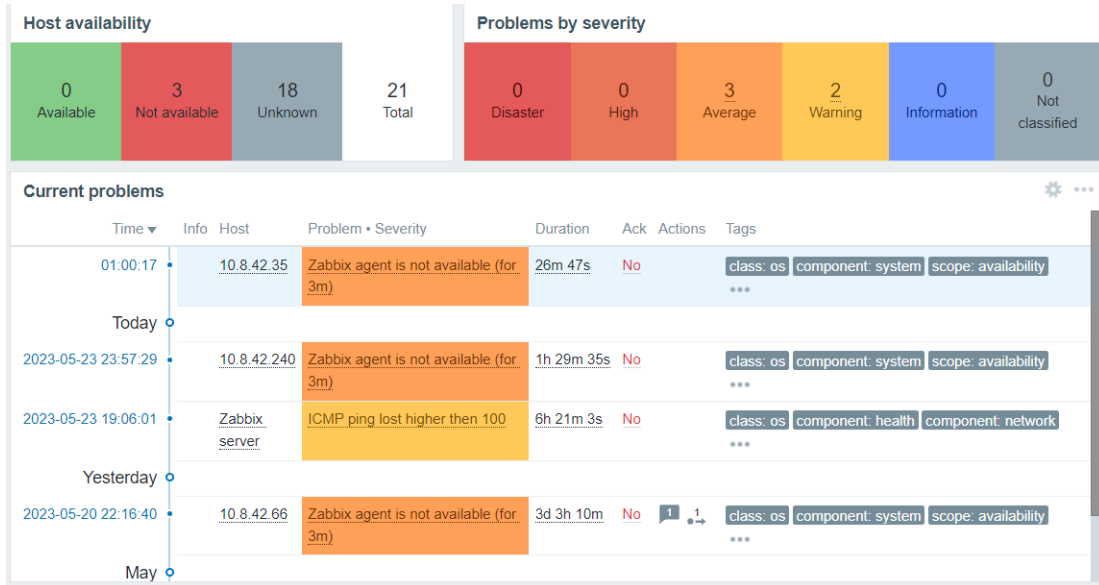 Host availability
0
Available
3
Not available
18
Unknown
21
Total
Problems by severity
0
Disaster
0
High
3
Average
2
Warning
0
Information
0
Not
classified
Current problems
Time Info Host Problem • Severity Duration Ack Actions Tags
01:00:17 10.8.42.35 Zabbix agent is not available (for 26m 47s No class: os component: system scope: availability
3m)
Today
2023-05-23 23:57:29 10.8.42.240 Zabbix agent is not available (for 1h 29m 35s No class: os component: system scope: availability
3m)
2023-05-23 19:06:01 Zabbix ICMP ping lost higher then 100 6h 21m 3s No class: os component: health component: network
server
Yesterday
2023-05-20 22:16:40 10.8.42.66 Zabbix agent is not available (for 3d 3h 10m No 1 1 class: os component: system scope: availability
3m)
May